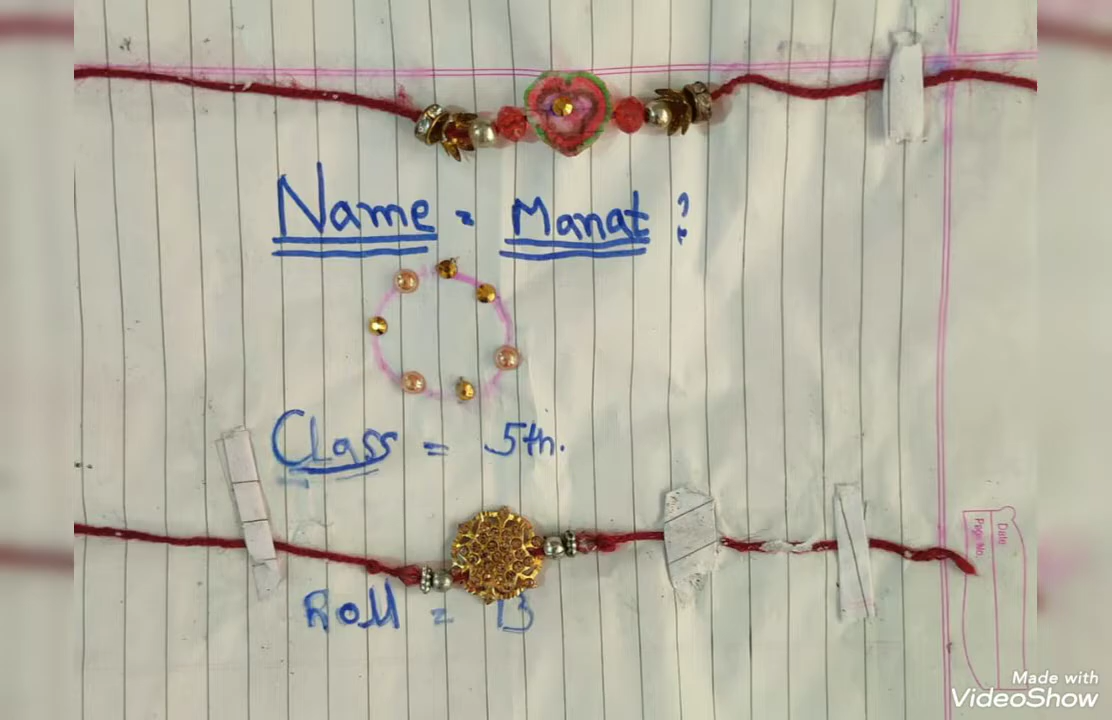 Name = Manat :
Class = 5th.
Roll = 13
Date
Page No.
Made with
VideoShow